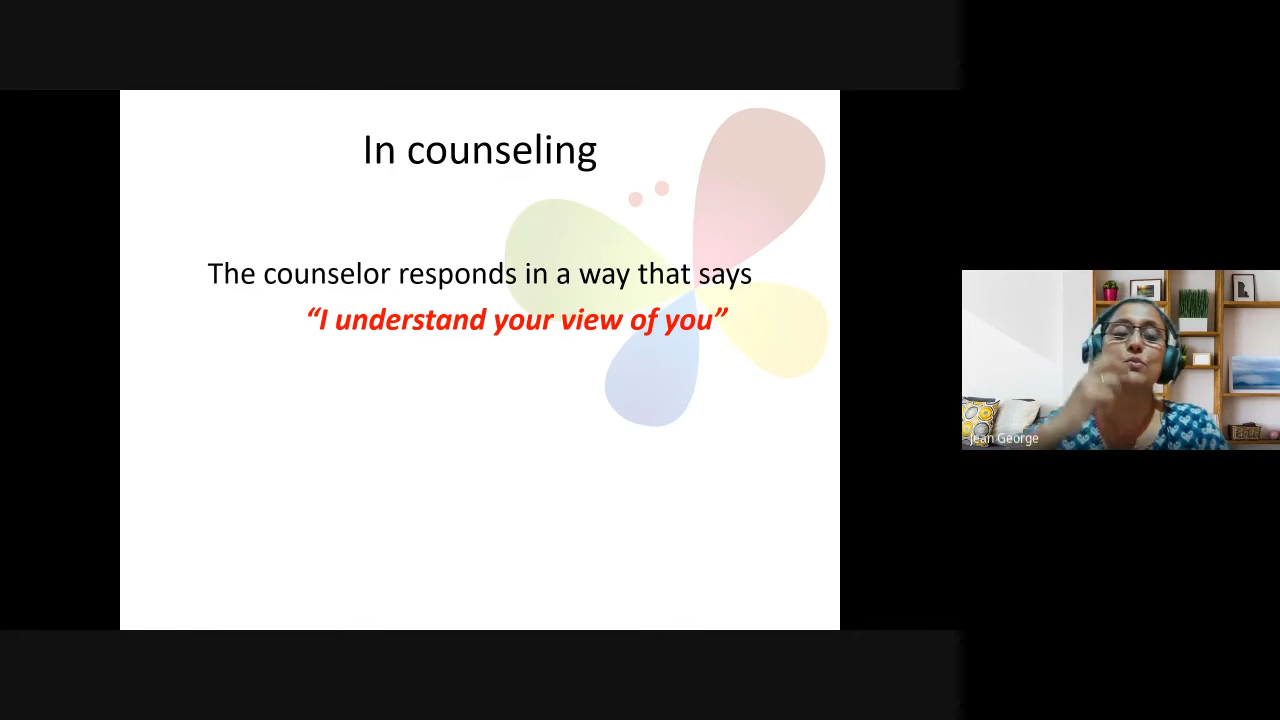 In counseling
The counselor responds in a way that says
“I understand your view of you”
Jean George